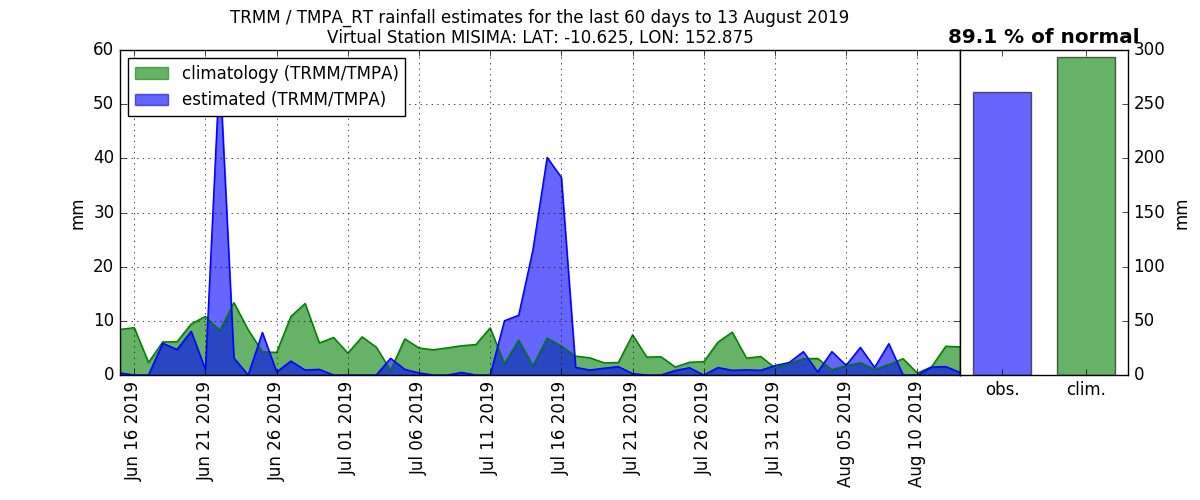 TRMM / TMPA_RT rainfall estimates for the last 60 days to 13 August 2019
Virtual Station MISIMA: LAT: -10.625, LON: 152.875
89.1 % of normal
climatology (TRMM/TMPA)
estimated (TRMM/TMPA)
60
50
40
30
20
10
0
mm
Jun 16 2019
Jun 21 2019
Jun 26 2019
Jul 01 2019
Jul 06 2019
Jul 11 2019
Jul 16 2019
Jul 21 2019
Jul 26 2019
Jul 31 2019
Aug 05 2019
Aug 10 2019
obs.
clim.
300
250
200
150
100
50
0
mm